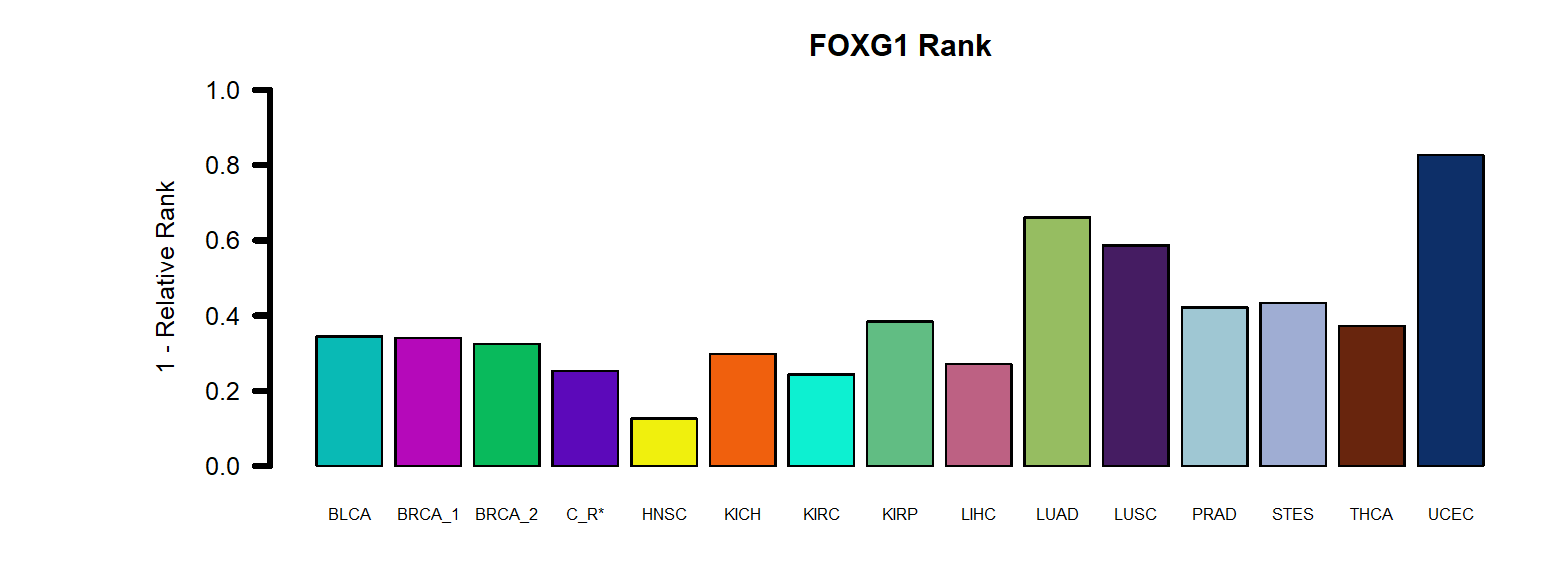 FOXG1 Rank
1 - Relative Rank
1.0
0.8
0.6
0.4
0.2
0.0
BLCA BRCA_1 BRCA_2 C_R* HNSC KICH KIRC KIRP LIHC LUAD LUSC PRAD STES THCA UCEC